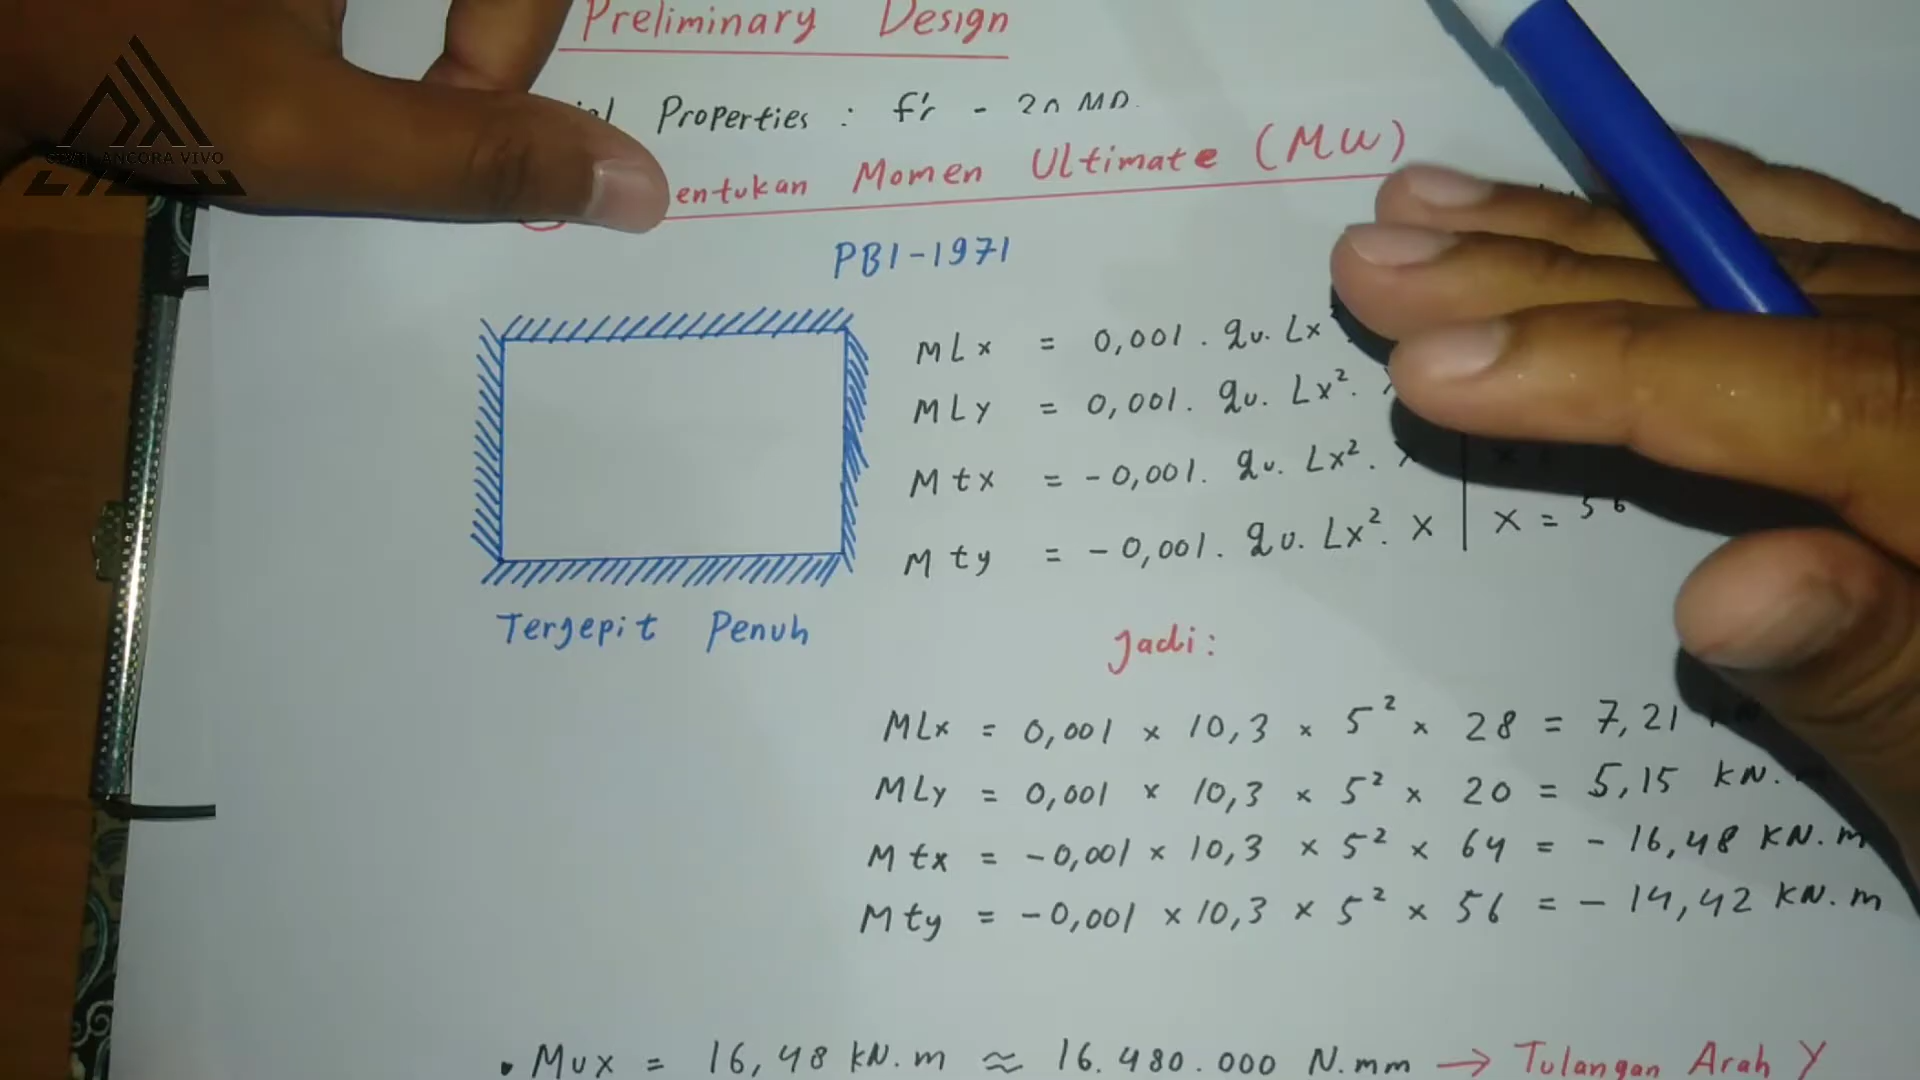 Preliminary Design
Properties :
entukan Momen Ultimate (MU)
PBI-1971
MLx = 0,001 . qu. Lx
MLy = 0,001. qu. Lx².
Mtx = - 0,001. qu. Lx².
Mty = - 0,001. qu. Lx². x | x = 56
Tergepit Penuh
jadi:
MLx = 0,001 x 10,3 x 5² x 28 = 7,21
MLy = 0,001 x 10,3 x 5² x 20 = 5,15 KN.
Mtx = -0,001 x 10,3 x 5² x 64 = - 16,48 KN.m
Mty = -0,001 x 10,3 x 5² x 56 = - 14,42 KN.m
• Mux = 16,48 KN.m ≈ 16.480.000 N.mm → Tulangan Arah Y
CIVIL ANCORA VIVO